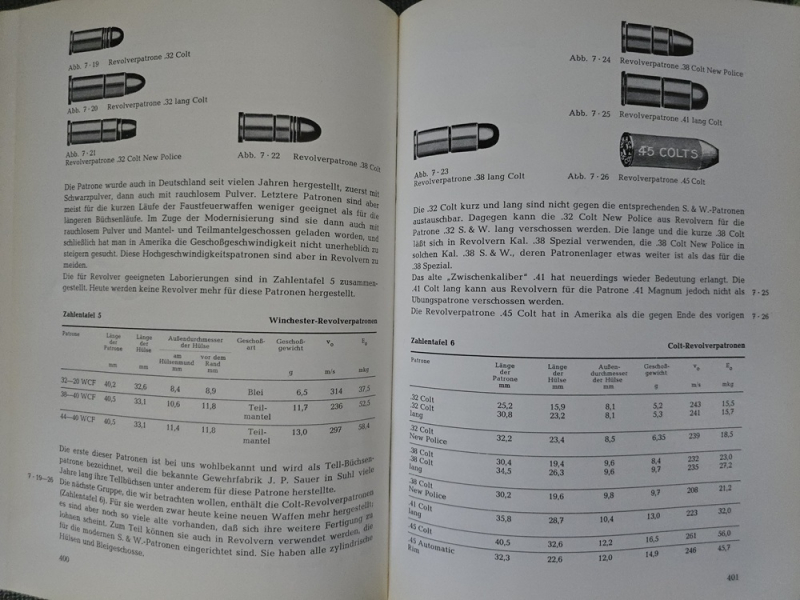 Abb. 7·19 Revolverpatrone .32 Colt
Abb. 7·20 Revolverpatrone .32 lang Colt
Abb. 7·21
Revolverpatrone .32 Colt New Police
Abb. 7·22 Revolverpatrone .38 Colt
Die Patrone wurde auch in Deutschland seit vielen Jahren hergestellt, zuerst mit
Schwarzpulver, dann auch mit rauchlosem Pulver. Letztere Patronen sind aber
meist für die kurzen Läufe der Faustfeuerwaffen weniger geeignet als für die
längeren Büchsenläufe. Im Zuge der Modernisierung sind sie dann auch mit
rauchlosem Pulver und Mantel- und Teilmantelgeschossen geladen worden, und
schließlich hat man in Amerika die Geschoßgeschwindigkeit nicht unerheblich zu
steigern gesucht. Diese Hochgeschwindigkeitspatronen sind aber in Revolvern zu
meiden.
Die für Revolver geeigneten Laborierungen sind in Zahlentafel 5 zusammen-
gestellt. Heute werden keine Revolver mehr für diese Patronen hergestellt.
Zahlentafel 5 Winchester-Revolverpatronen
Patrone Länge der Patrone mm Länge der Hülse mm Außendurchmesser der Hülse am Hülsenmund mm vor dem Rand mm Geschoß-art Geschoß-gewicht g v₀ m/s E₀ mkg
32—20 WCF 40,2 32,6 8,4 8,9 Blei 6,5 314 37,5
38—40 WCF 40,5 33,1 10,6 11,8 Teil-mantel 11,7 236 32,5
44—40 WCF 40,5 33,1 11,4 11,8 Teil-mantel 13,0 297 58,4
Die erste dieser Patronen ist bei uns wohlbekannt und wird als Tell-Büchsen-
patrone bezeichnet, weil die bekannte Gewehrfabrik J. P. Sauer in Suhl viele
Jahre lang ihre Tellbüchsen unter anderem für diese Patrone herstellte.
7·19—26 Die nächste Gruppe, die wir betrachten wollen, enthält die Colt-Revolverpatronen
(Zahlentafel 6). Für sie werden zwar heute keine neuen Waffen mehr hergestellt;
es sind aber noch so viele alte vorhanden, daß sich ihre weitere Fertigung zu
lohnen scheint. Zum Teil können sie auch in Revolvern verwendet werden, die
für die modernen S. & W.-Patronen eingerichtet sind. Sie haben alle zylindrische
Hülsen und Bleigeschosse.
400
Abb. 7·23
Revolverpatrone .38 lang Colt
Abb. 7·24 Revolverpatrone .38 Colt New Police
Abb. 7·25 Revolverpatrone .41 lang Colt
.45 COLTS
Abb. 7·26 Revolverpatrone .45 Colt
Die .32 Colt kurz und lang sind nicht gegen die entsprechenden S. & W.-Patronen
austauschbar. Dagegen kann die .32 Colt New Police aus Revolvern für die
Patrone .32 S. & W. lang verschossen werden. Die lange und die kurze .38 Colt
läßt sich in Revolvern Kal. .38 Spezial verwenden, die .38 Colt New Police in
solchen Kal. .38 S. & W., deren Patronenlager etwas weiter ist als das für die
.38 Spezial.
Das alte „Zwischenkaliber“ .41 hat neuerdings wieder Bedeutung erlangt. Die
.41 Colt lang kann aus Revolvern für die Patrone .41 Magnum jedoch nicht als 7·25
Übungspatrone verschossen werden.
Die Revolverpatrone .45 Colt hat in Amerika als die gegen Ende des vorigen 7·26
Zahlentafel 6 Colt-Revolverpatronen
Patrone Länge der Patrone mm Länge der Hülse mm Außen-durchmesser der Hülse mm Geschoß-gewicht g v₀ m/s E₀ mkg
.32 Colt 25,2 15,9 8,1 5,2 243 15,5
.32 Colt lang 30,8 23,2 8,1 5,3 241 15,7
.32 Colt New Police 32,2 23,4 8,5 6,35 239 18,5
.38 Colt 30,4 19,4 9,6 8,4 232 23,0
.38 Colt lang 34,5 26,3 9,6 9,7 235 27,2
.38 Colt New Police 30,2 19,6 9,8 9,7 208 21,2
.41 Colt lang 35,8 28,7 10,4 13,0 223 32,0
.45 Colt 40,5 32,6 12,2 16,5 261 56,0
.45 Automatic Rim 32,3 22,6 12,0 14,9 246 45,7
401